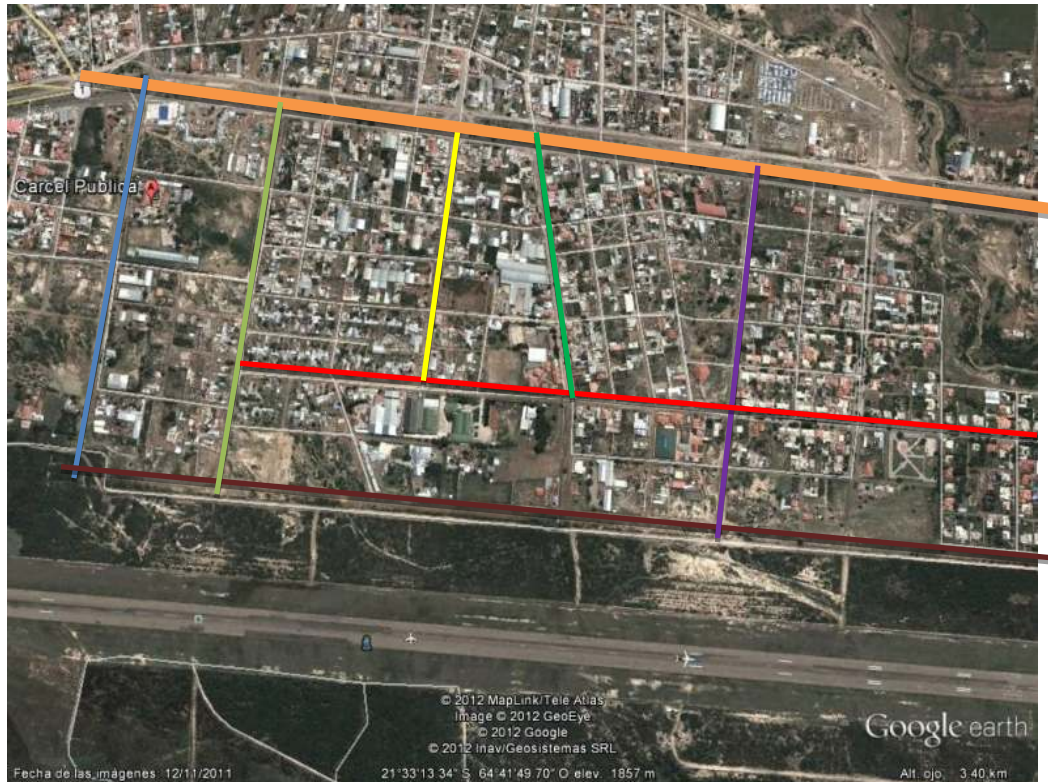 1
Carcel Publica
© 2012 MapLink/Tele Atlas
Image © 2012 GeoEye
© 2012 Google
© 2012 Inav/Geosistemas SRL
Google earth
Fecha de las imágenes 12/11/2011 21°33'13.34" S 64°41'49.70" O elev. 1857 m Alt. ojo 3.40 km